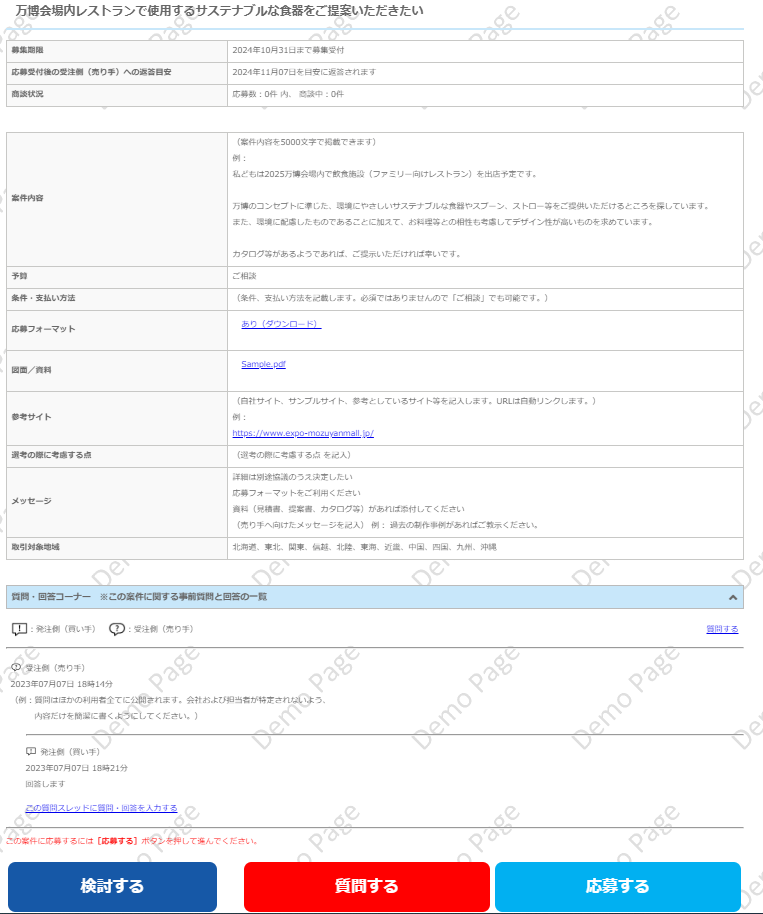 万博会場内レストランで使用するサステナブルな食器をご提案いただきたい
募集期限
2024年10月31日まで募集受付
応募受付後の受注側（売り手）への返答目安
2024年11月07日を目安に返答されます
商談状況
応募数：0件 内、 商談中：0件
案件内容
（案件内容を5000文字で掲載できます）
例：
私どもは2025万博会場内で飲食施設（ファミリー向けレストラン）を出店予定です。
万博のコンセプトに準じた、環境にやさしいサステナブルな食器やスプーン、ストロー等をご提供いただけるところを探しています。
また、環境に配慮したものであることに加えて、お料理等との相性も考慮してデザイン性が高いものを求めています。
カタログ等があるようであれば、ご提示いただければ幸いです。
予算
ご相談
条件・支払い方法
（条件、支払い方法を記載します。必須ではありませんので「ご相談」でも可能です。）
応募フォーマット
あり（ダウンロード）
図面／資料
Sample.pdf
参考サイト
（自社サイト、サンプルサイト、参考としているサイト等を記入します。URLは自動リンクします。）
例：
https://www.expo-mozuyanmall.jp/
選考の際に考慮する点
（選考の際に考慮する点 を記入）
メッセージ
詳細は別途協議のうえ決定したい
応募フォーマットをご利用ください
資料（見積書、提案書、カタログ等）があれば添付してください
（売り手へ向けたメッセージを記入） 例： 過去の制作事例があればご教示ください。
取引対象地域
北海道、東北、関東、信越、北陸、東海、近畿、中国、四国、九州、沖縄
質問・回答コーナー　※この案件に関する事前質問と回答の一覧
：発注側（買い手） ：受注側（売り手）
質問する
受注側（売り手）
2023年07月07日 18時14分
（例：質問はほかの利用者全てに公開されます。会社および担当者が特定されないよう、
内容だけを簡潔に書くようにしてください。）
発注側（買い手）
2023年07月07日 18時21分
回答します
この質問スレッドに質問・回答を入力する
この案件に応募するには【応募する】ボタンを押して進んでください。
検討する
質問する
応募する
Demo Page